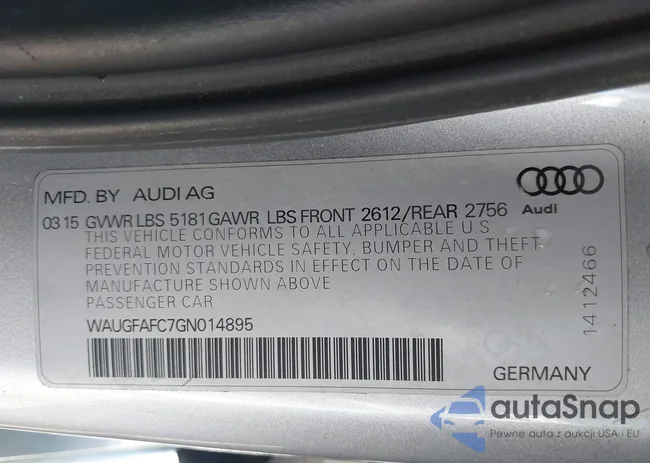 MFD. BY AUDI AG
Audi
03 15 GVWR LBS 5181 GAWR LBS FRONT 2612/REAR 2756
THIS VEHICLE CONFORMS TO ALL APPLICABLE U.S.
FEDERAL MOTOR VEHICLE SAFETY, BUMPER AND THEFT
PREVENTION STANDARDS IN EFFECT ON THE DATE OF
MANUFACTURE SHOWN ABOVE
PASSENGER CAR
WAUGFAFC7GN014895
1412466
GERMANY
autoSnap
Pewne auta z aukcji USA i EU